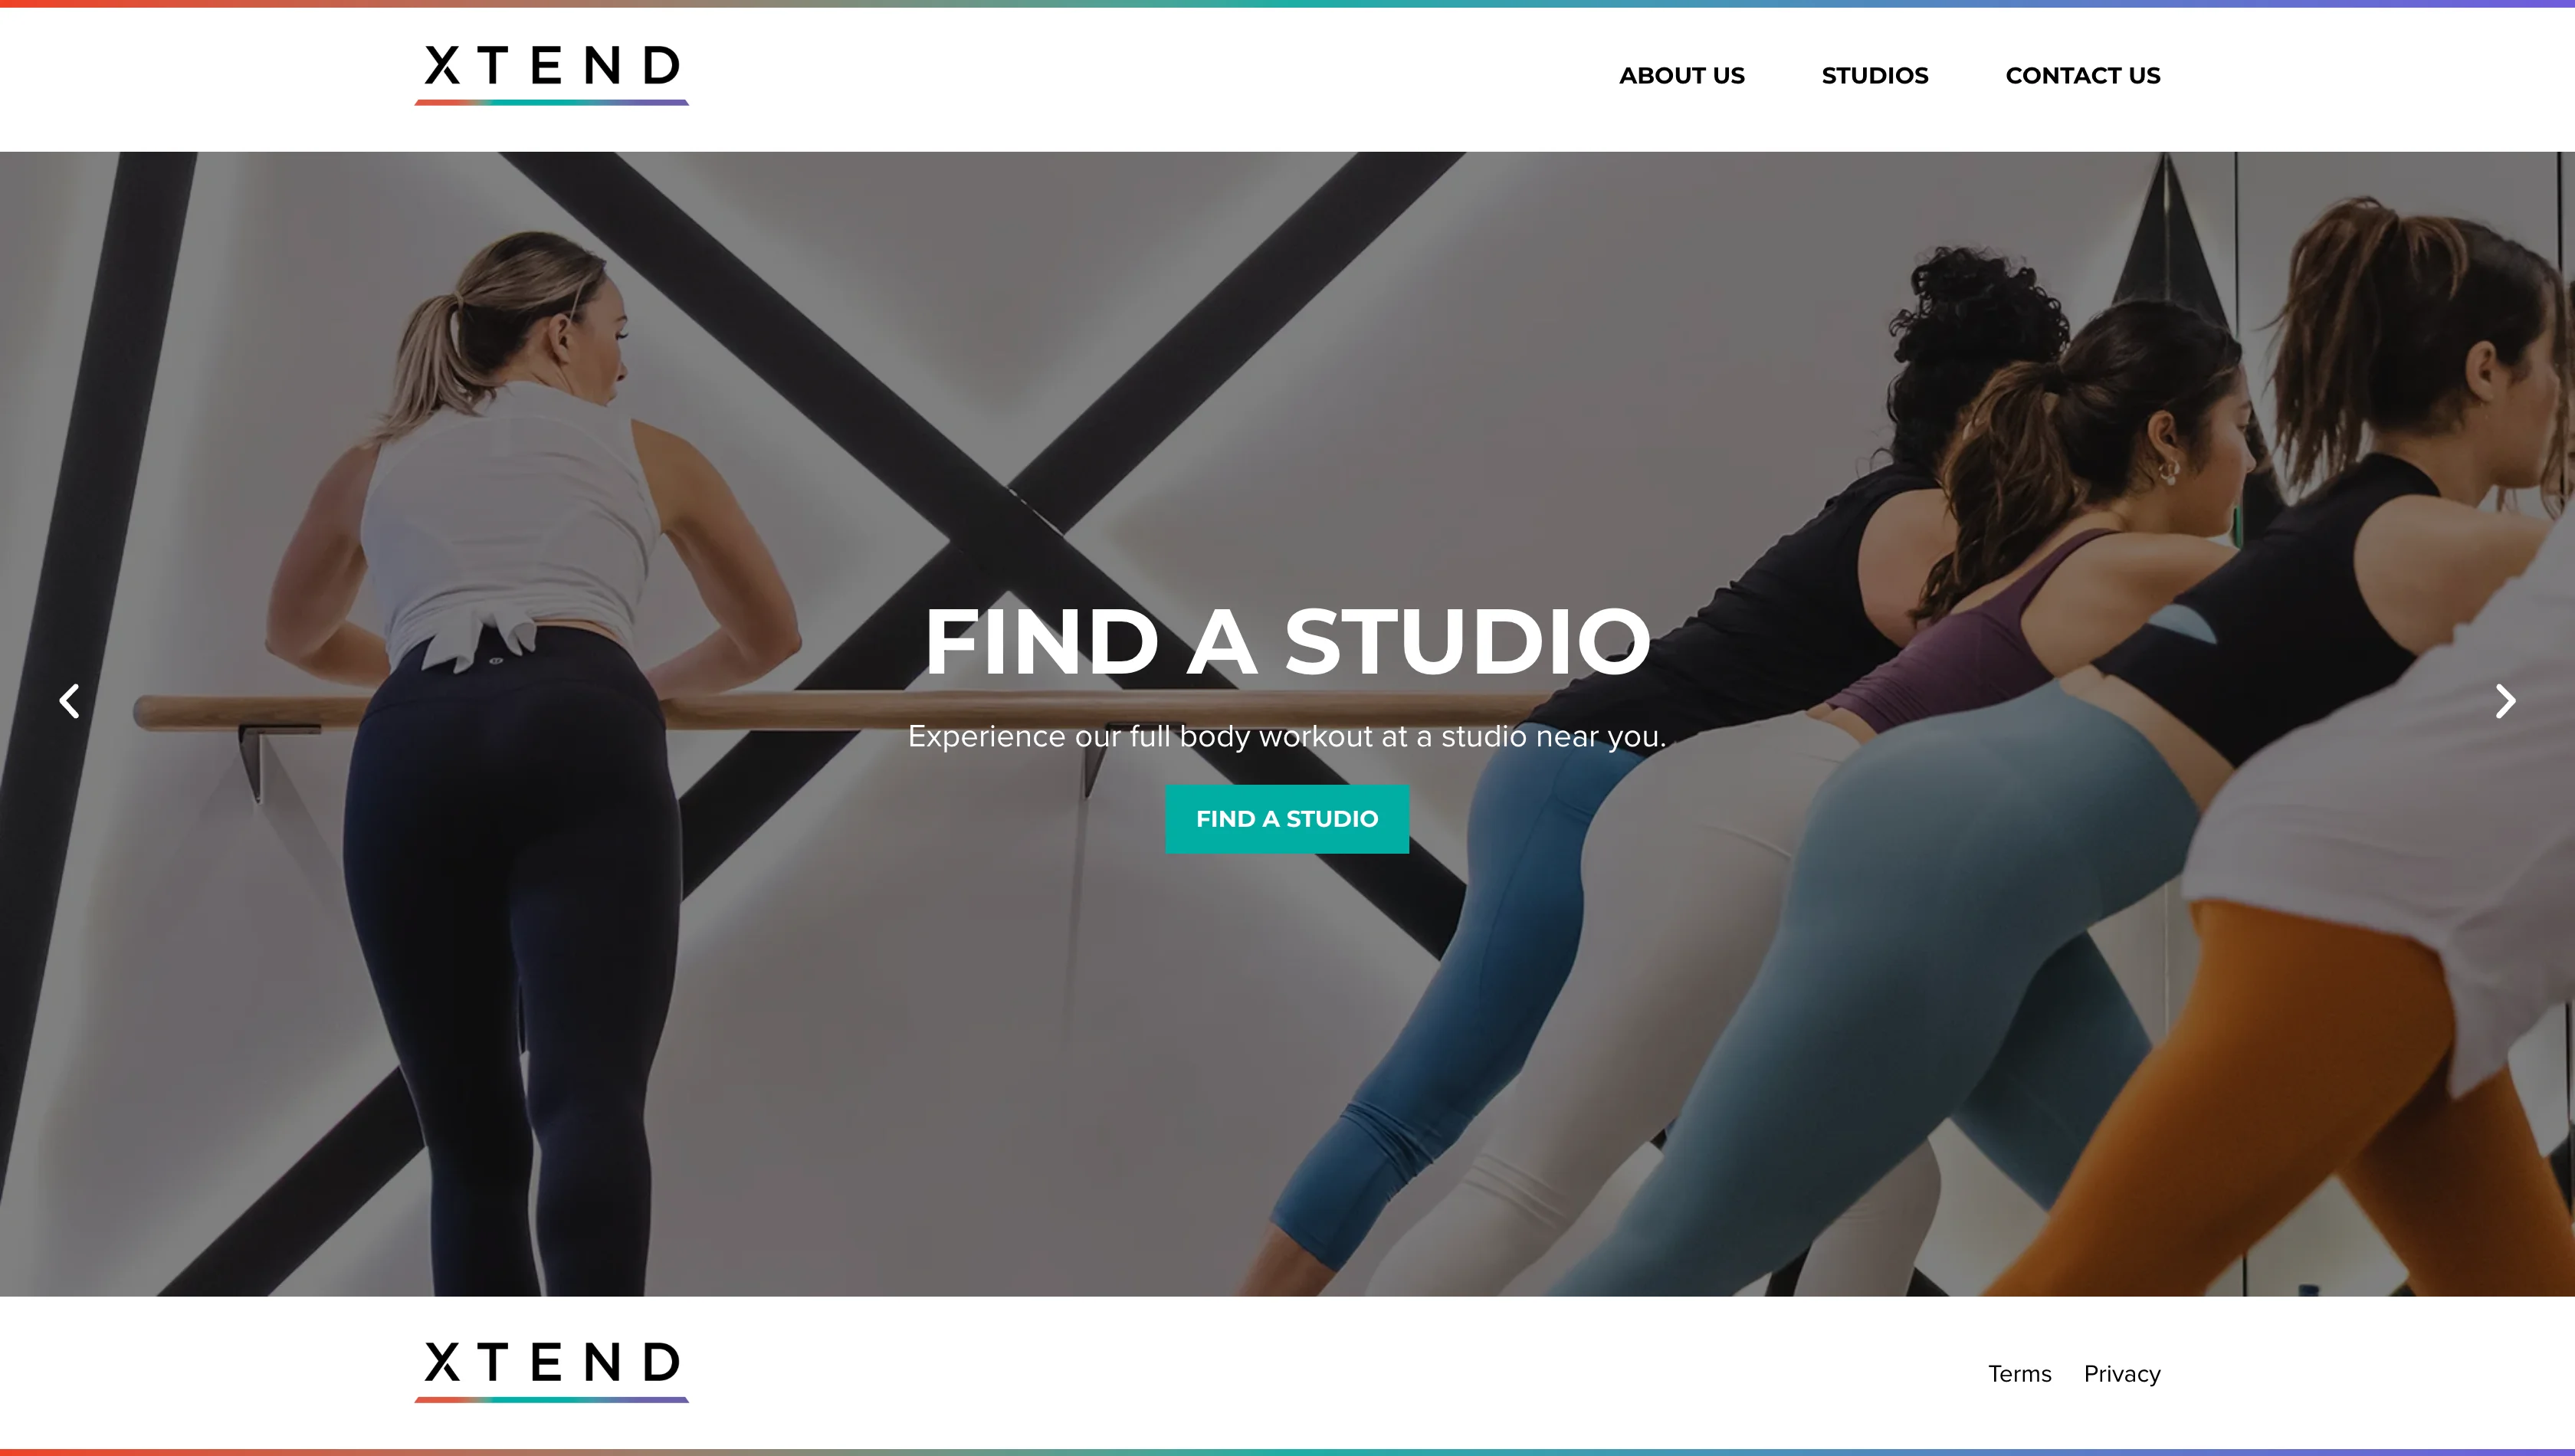 XTEND
ABOUT US
STUDIOS
CONTACT US
FIND A STUDIO
Experience our full body workout at a studio near you.
FIND A STUDIO
XTEND
Terms
Privacy